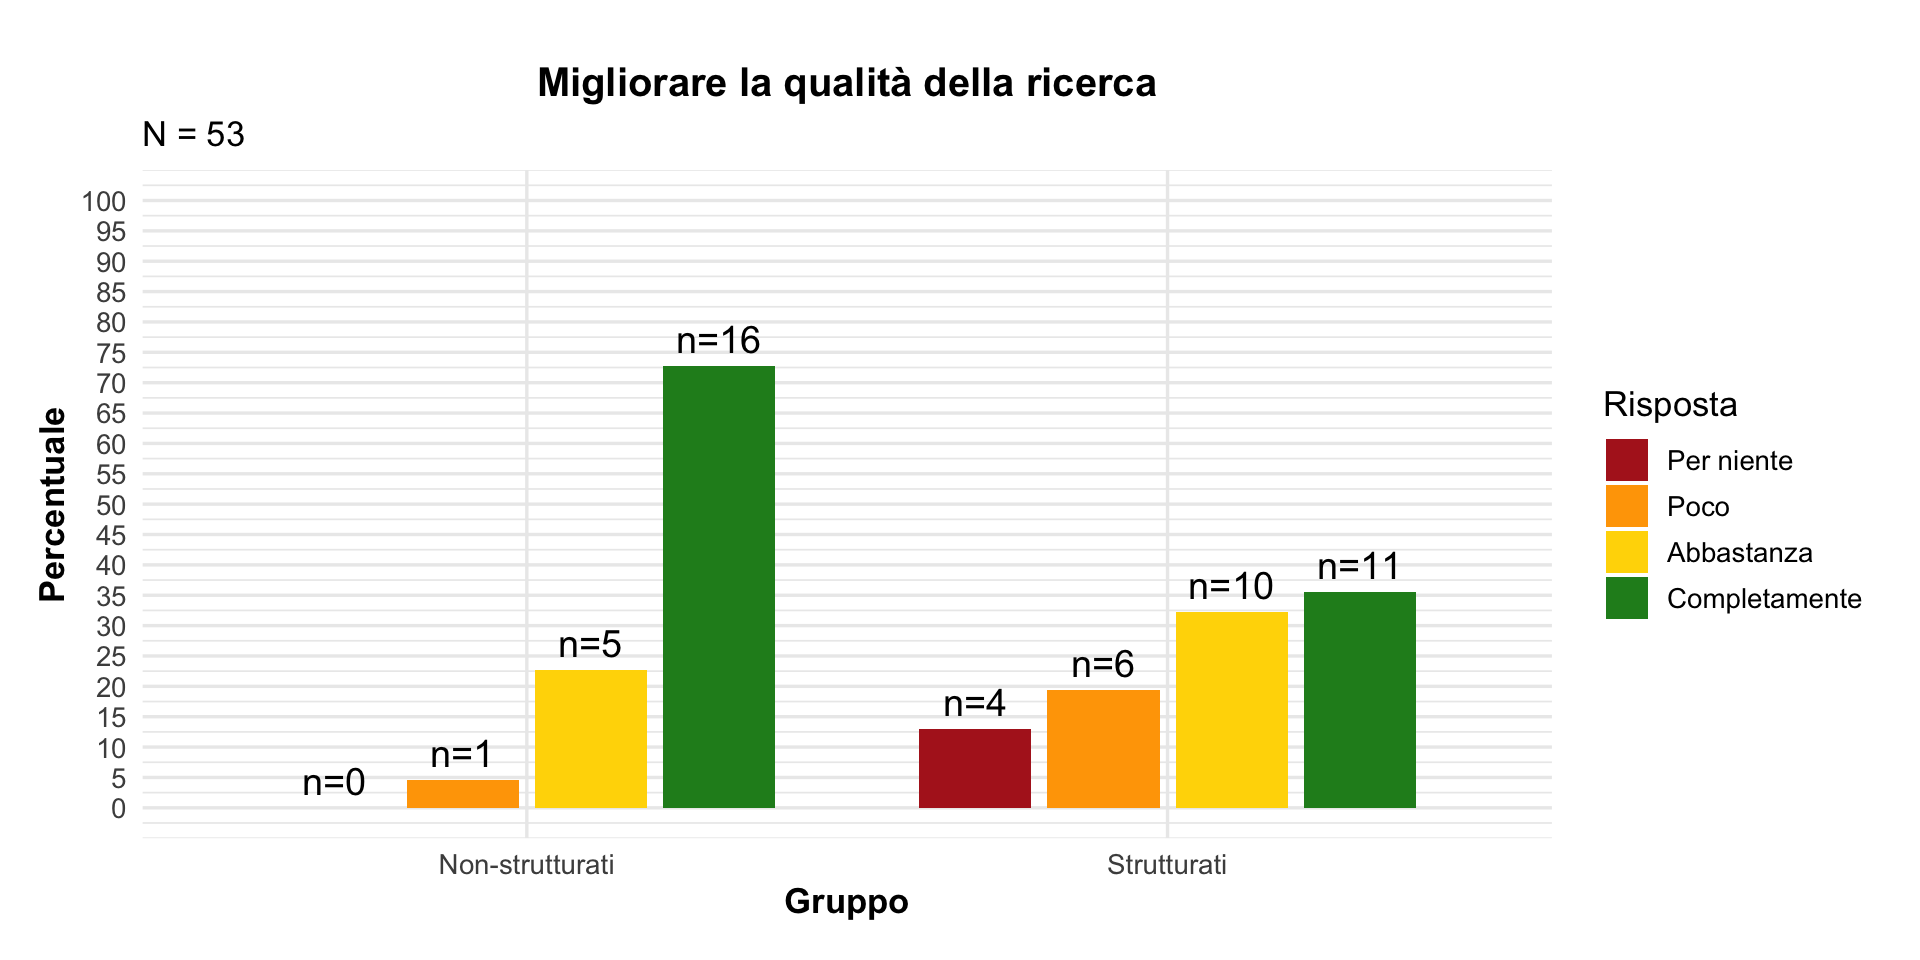 Migliorare la qualità della ricerca
N = 53
100
95
90
85
80
75
70
65
60
55
50
45
40
35
30
25
20
15
10
5
0
Percentuale
n=0
n=1
n=5
n=16
n=4
n=6
n=10
n=11
Non-strutturati
Strutturati
Gruppo
Risposta
Per niente
Poco
Abbastanza
Completamente